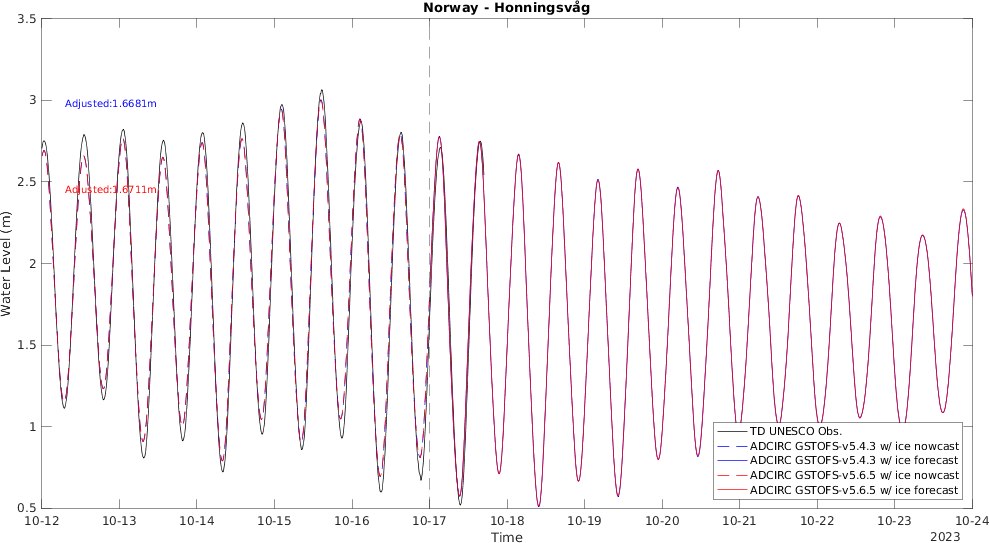 Norway - Honningsvåg
3.5
3
2.5
2
1.5
1
0.5
Water Level (m)
Adjusted:1.6681m
Adjusted:1.6711m
TD UNESCO Obs.
ADCIRC GSTOFS-v5.4.3 w/ ice nowcast
ADCIRC GSTOFS-v5.4.3 w/ ice forecast
ADCIRC GSTOFS-v5.6.5 w/ ice nowcast
ADCIRC GSTOFS-v5.6.5 w/ ice forecast
10-12 10-13 10-14 10-15 10-16 10-17 10-18 10-19 10-20 10-21 10-22 10-23 10-24
Time
2023